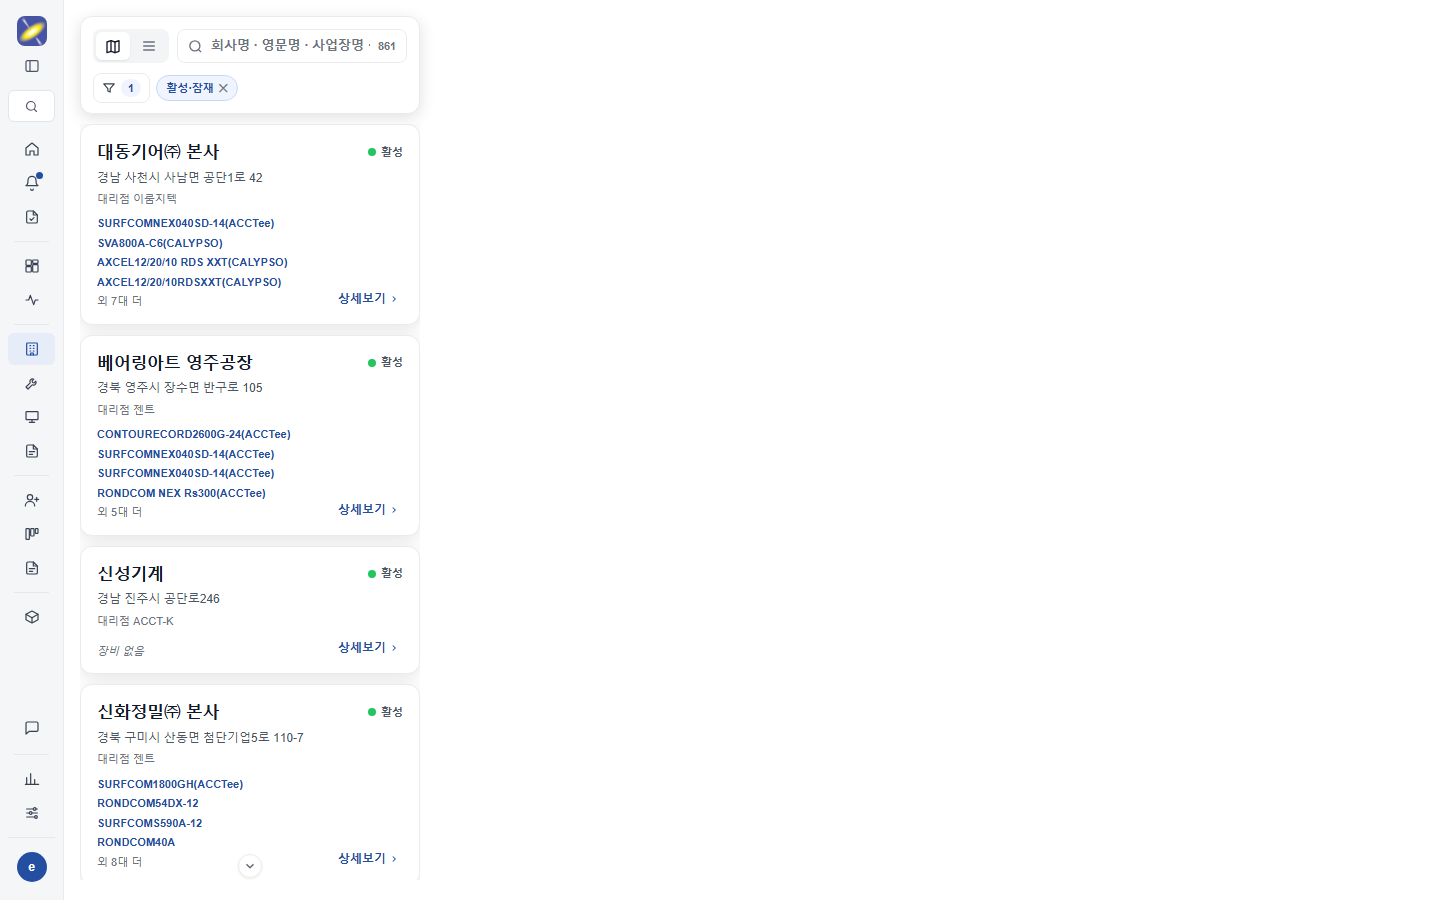 회사명 · 영문명 · 사업장명 · 861
1 활성·잠재
대동기어㈜ 본사 활성
경남 사천시 사남면 공단1로 42
대리점 이룸지텍
SURFCOMNEX040SD-14(ACCTee)
SVA800A-C6(CALYPSO)
AXCEL12/20/10 RDS XXT(CALYPSO)
AXCEL12/20/10RDSXXT(CALYPSO)
외 7대 더 상세보기
베어링아트 영주공장 활성
경북 영주시 장수면 반구로 105
대리점 젠트
CONTOURECORD2600G-24(ACCTee)
SURFCOMNEX040SD-14(ACCTee)
SURFCOMNEX040SD-14(ACCTee)
RONDCOM NEX Rs300(ACCTee)
외 5대 더 상세보기
신성기계 활성
경남 진주시 공단로246
대리점 ACCT-K
장비 없음 상세보기
신화정밀㈜ 본사 활성
경북 구미시 산동면 첨단기업5로 110-7
대리점 젠트
SURFCOM1800GH(ACCTee)
RONDCOM54DX-12
SURFCOMS590A-12
RONDCOM40A
외 8대 더 상세보기
e